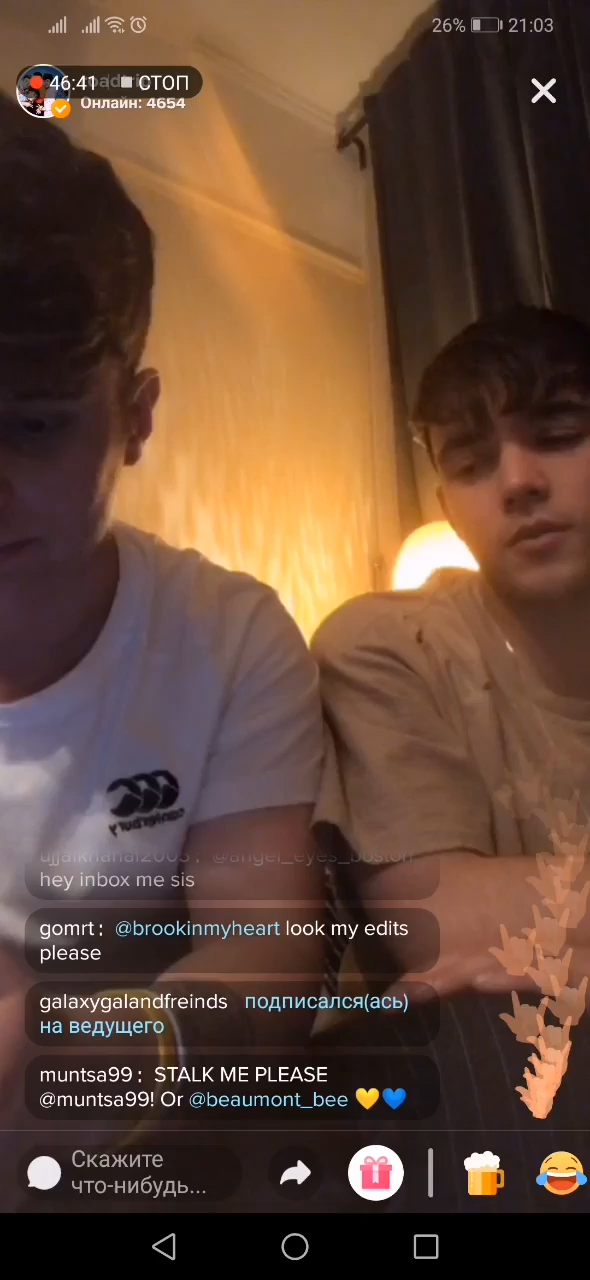 26% 21:03
46:41 СТОП
Онлайн: 4654
canterbury
hey inbox me sis
gomrt : @brookinmyheart look my edits
please
galaxygalandfreinds подписался(ась)
на ведущего
muntsa99 : STALK ME PLEASE
@muntsa99! Or @beaumont_bee 💛💙
Скажите
что-нибудь...